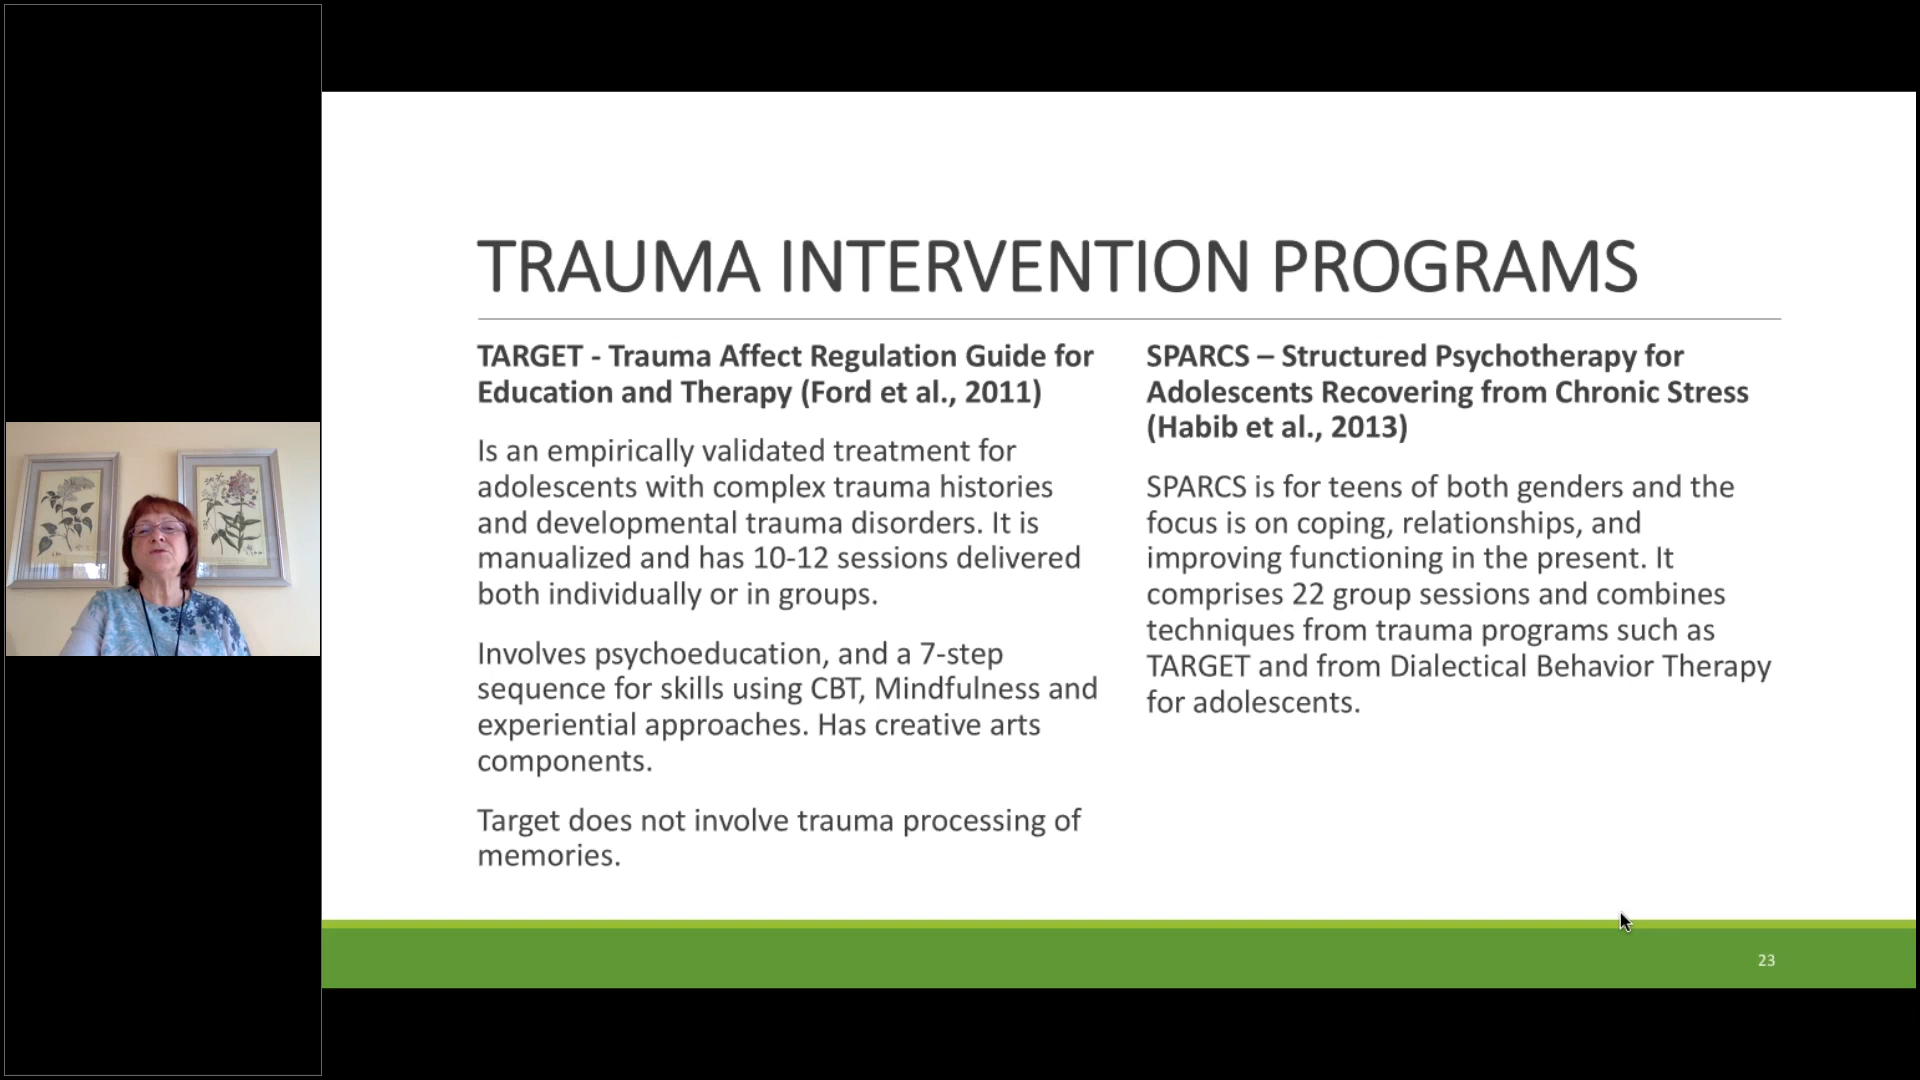 TRAUMA INTERVENTION PROGRAMS
TARGET - Trauma Affect Regulation Guide for
Education and Therapy (Ford et al., 2011)
Is an empirically validated treatment for
adolescents with complex trauma histories
and developmental trauma disorders. It is
manualized and has 10-12 sessions delivered
both individually or in groups.
Involves psychoeducation, and a 7-step
sequence for skills using CBT, Mindfulness and
experiential approaches. Has creative arts
components.
Target does not involve trauma processing of
memories.
SPARCS – Structured Psychotherapy for
Adolescents Recovering from Chronic Stress
(Habib et al., 2013)
SPARCS is for teens of both genders and the
focus is on coping, relationships, and
improving functioning in the present. It
comprises 22 group sessions and combines
techniques from trauma programs such as
TARGET and from Dialectical Behavior Therapy
for adolescents.
23